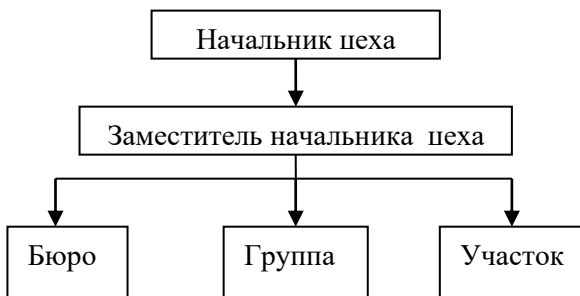 Начальник цеха
Заместитель начальника цеха
Бюро
Группа
Участок